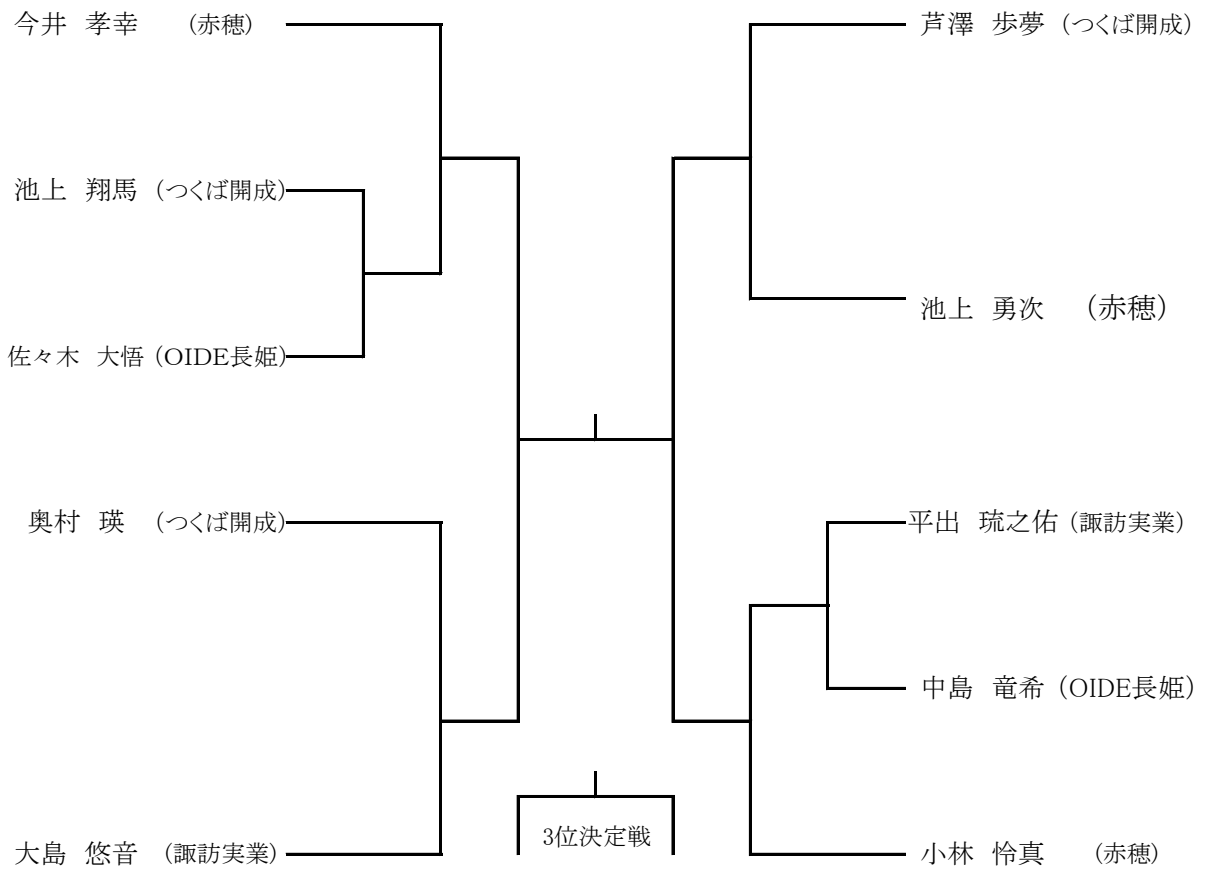 今井 孝幸 (赤穂)
池上 翔馬 (つくば開成)
佐々木 大悟 (OIDE長姫)
奥村 瑛 (つくば開成)
大島 悠音 (諏訪実業)
芦澤 歩夢 (つくば開成)
池上 勇次 (赤穂)
平出 琉之佑 (諏訪実業)
中島 竜希 (OIDE長姫)
小林 怜真 (赤穂)
3位決定戦